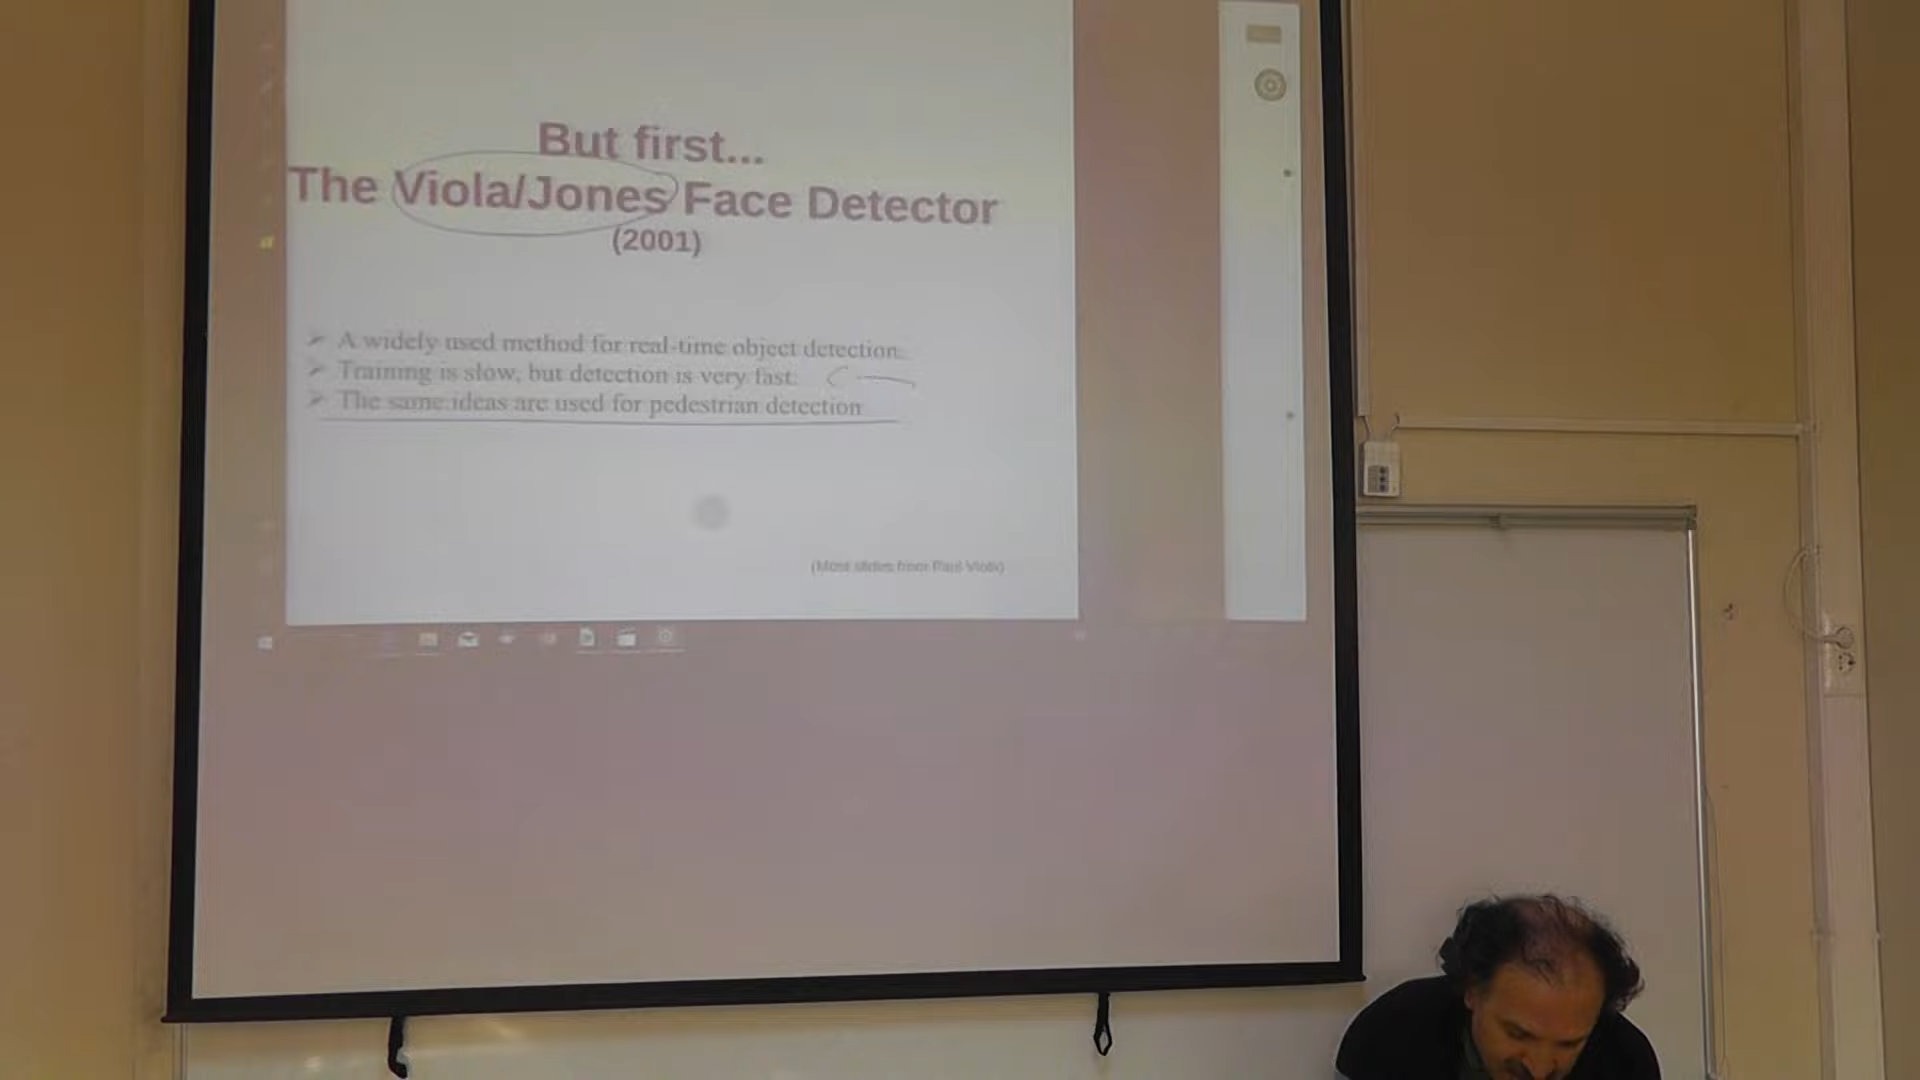 But first...
The Viola/Jones Face Detector
(2001)
➢ A widely used method for real-time object detection.
➢ Training is slow, but detection is very fast.
➢ The same ideas are used for pedestrian detection
(Most slides from Paul Viola)